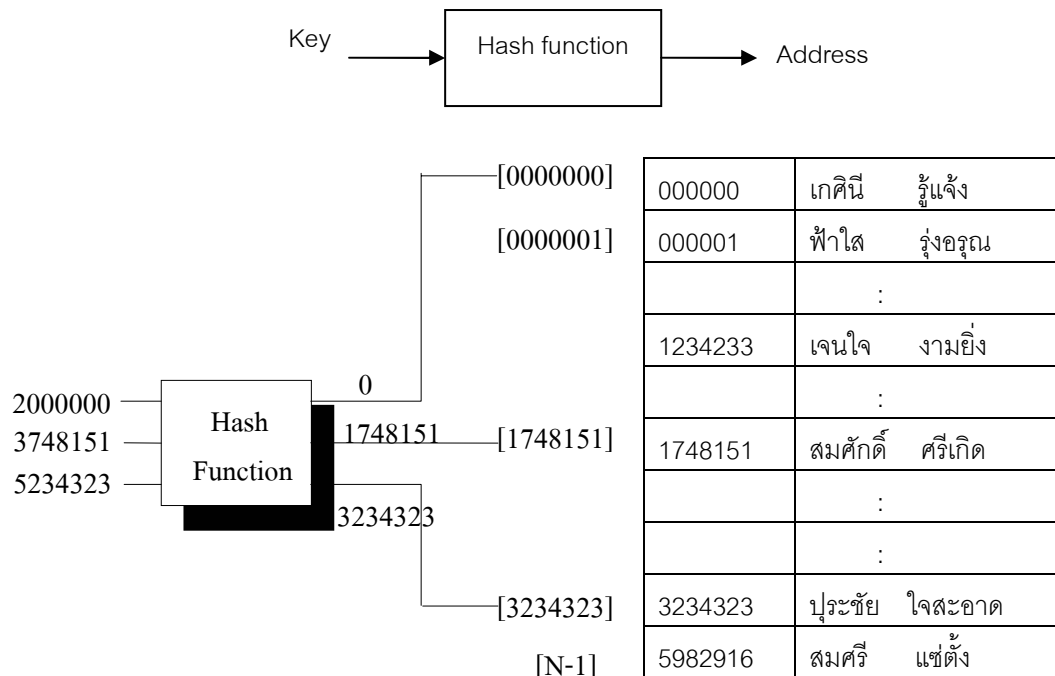 Key Hash function Address
[0000000] 000000 เกศินี รู้แจ้ง
[0000001] 000001 ฟ้าใส รุ่งอรุณ
:
1234233 เจนใจ งามยิ่ง
0 :
2000000
Hash
3748151 1748151 [1748151] 1748151 สมศักดิ์ ศรีเกิด
Function
5234323 :
3234323
:
[3234323] 3234323 ปุระชัย ใจสะอาด
[N-1] 5982916 สมศรี แซ่ตั้ง